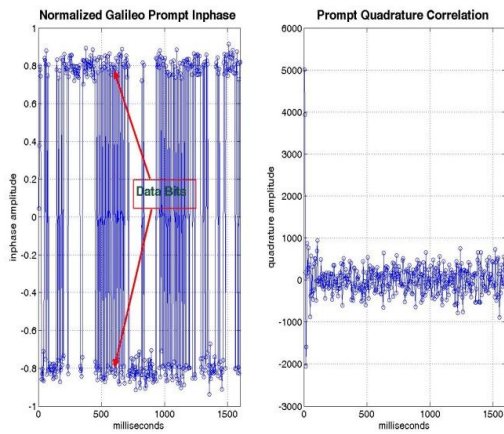 Normalized Galileo Prompt Inphase
1
0.8
0.6
0.4
0.2
0
-0.2
-0.4
-0.6
-0.8
-1
inphase amplitude
Data Bits
0 500 1000 1500
milliseconds
Prompt Quadrature Correlation
6000
5000
4000
3000
2000
1000
0
-1000
-2000
-3000
quadrature amplitude
0 500 1000 1500
milliseconds